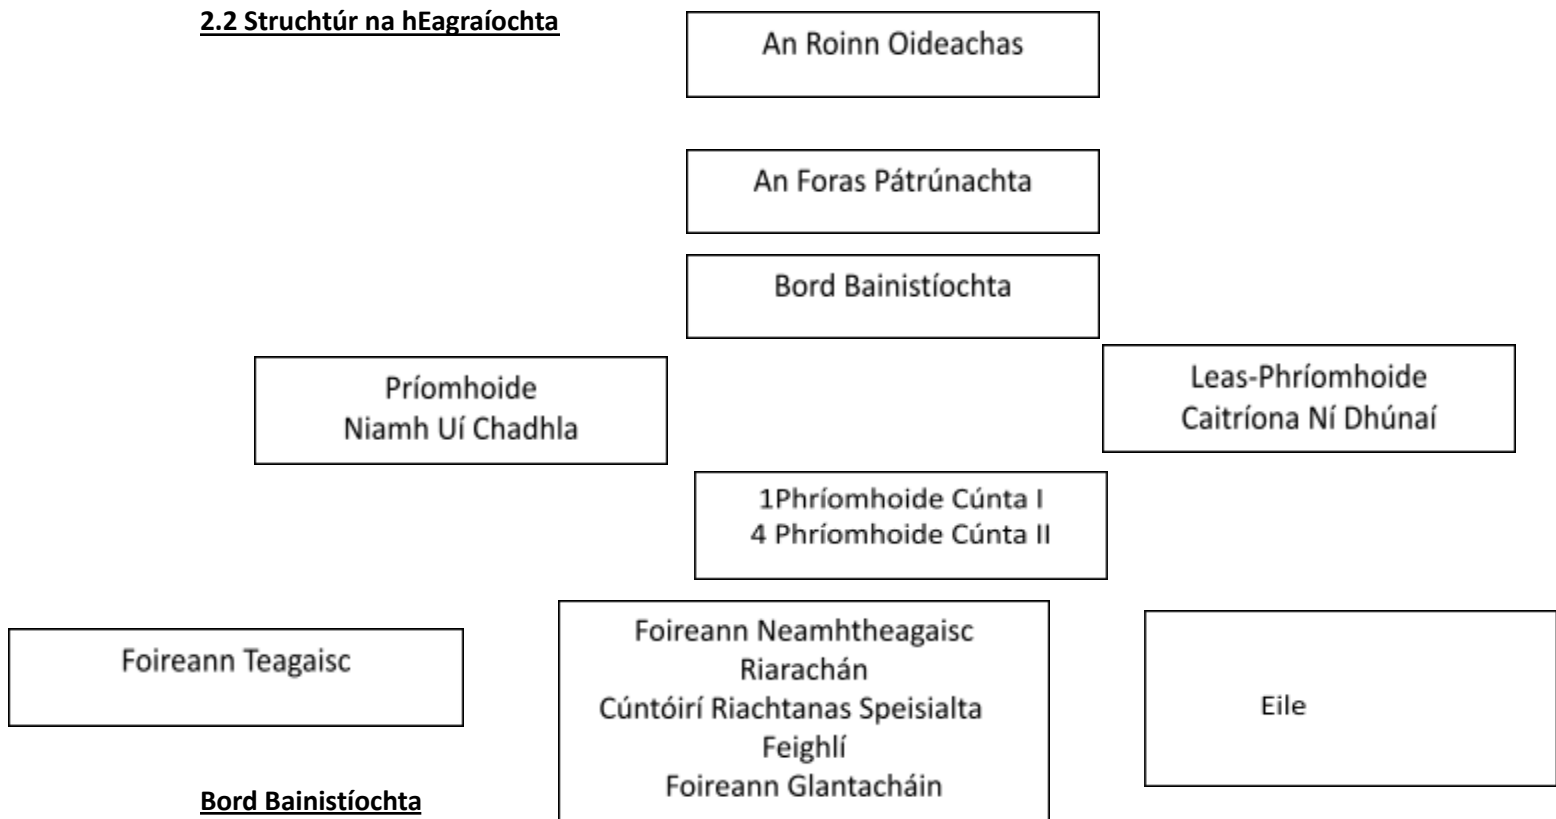 2.2 Struchtúr na hEagraíochta
An Roinn Oideachas
An Foras Pátrúnachta
Bord Bainistíochta
Príomhoide
Niamh Uí Chadhla
Leas-Phríomhoide
Caitríona Ní Dhúnaí
1Phríomhoide Cúnta I
4 Phríomhoide Cúnta II
Foireann Teagaisc
Foireann Neamhtheagaisc
Riarachán
Cúntóirí Riachtanas Speisialta
Feighlí
Foireann Glantacháin
Eile
Bord Bainistíochta